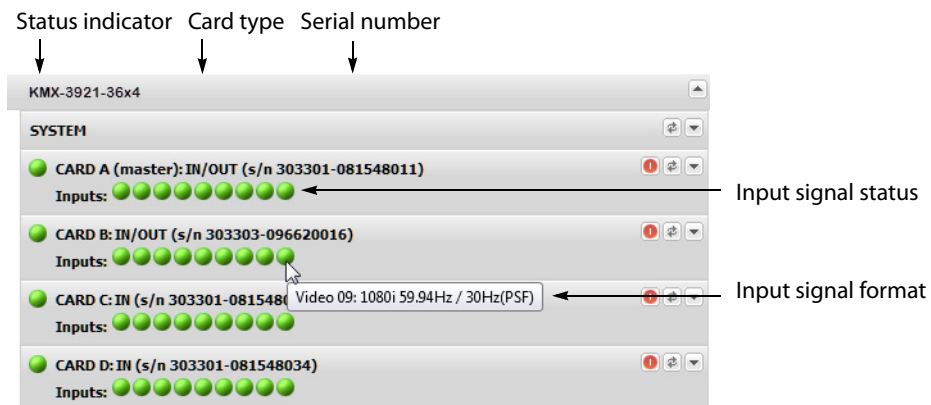 Status indicator Card type Serial number
KMX-3921-36x4
SYSTEM
CARD A (master): IN/OUT (s/n 303301-081548011)
Inputs:
Input signal status
CARD B: IN/OUT (s/n 303303-096620016)
Inputs:
Video 09: 1080i 59.94Hz / 30Hz(PSF)
Input signal format
CARD C: IN (s/n 303301-081548
Inputs:
CARD D: IN (s/n 303301-081548034)
Inputs: